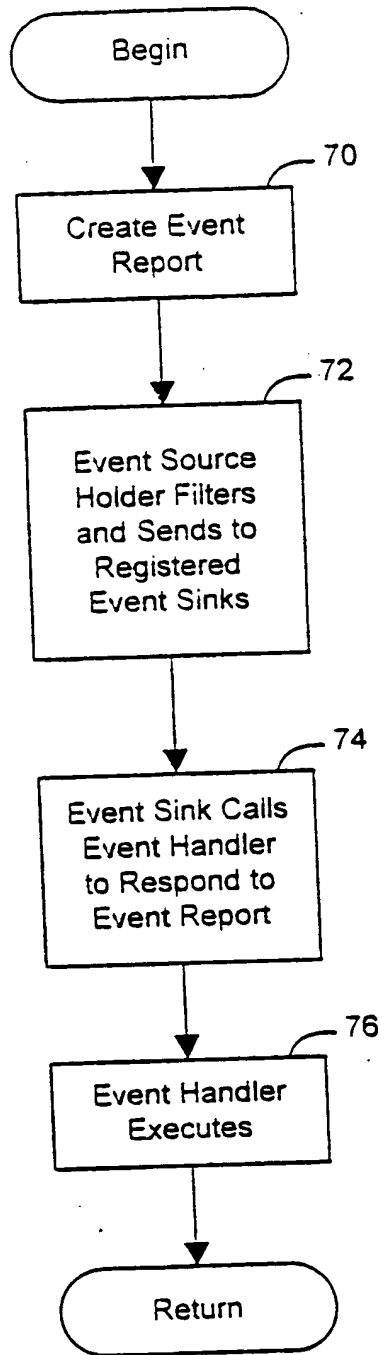 Begin
70
Create Event
Report
72
Event Source
Holder Filters
and Sends to
Registered
Event Sinks
74
Event Sink Calls
Event Handler
to Respond to
Event Report
76
Event Handler
Executes
Return